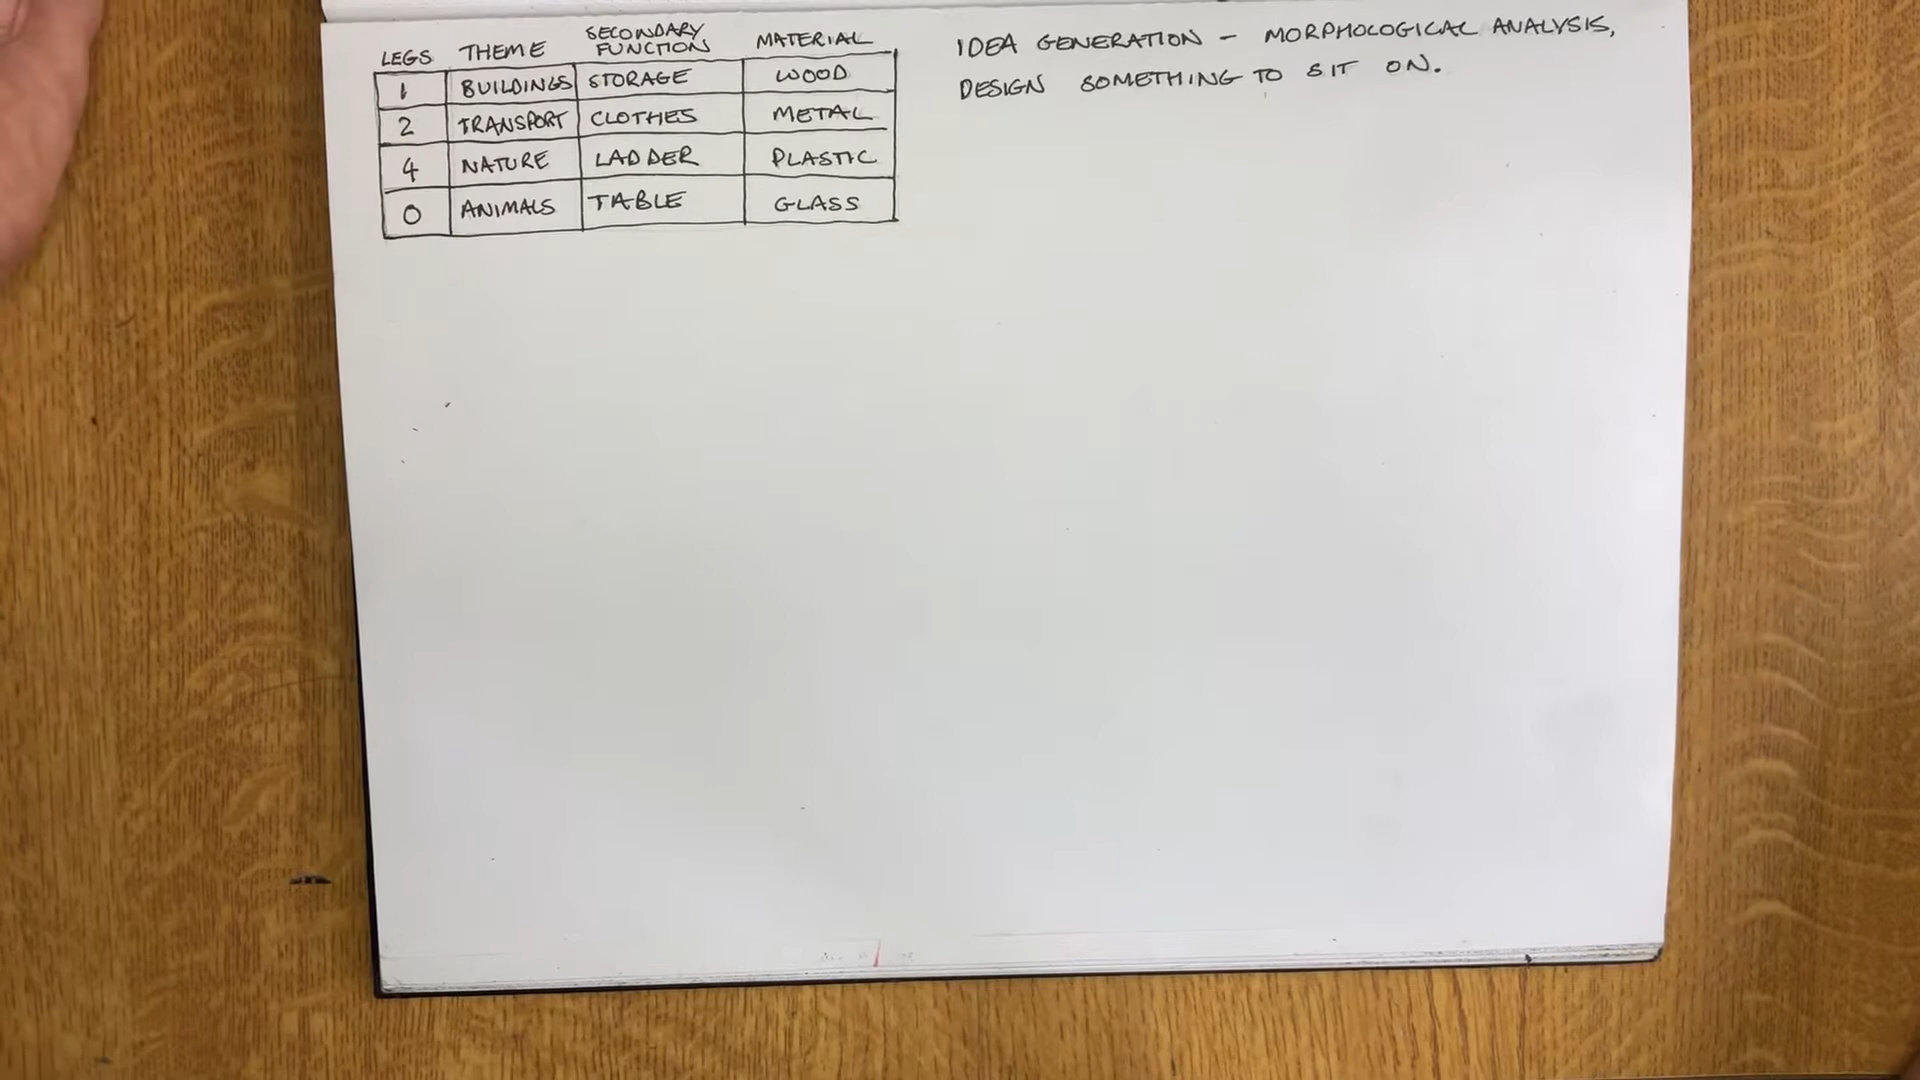 LEGS THEME SECONDARY FUNCTION MATERIAL
1 BUILDINGS STORAGE WOOD
2 TRANSPORT CLOTHES METAL
4 NATURE LADDER PLASTIC
0 ANIMALS TABLE GLASS
IDEA GENERATION - MORPHOLOGICAL ANALYSIS,
DESIGN SOMETHING TO SIT ON.